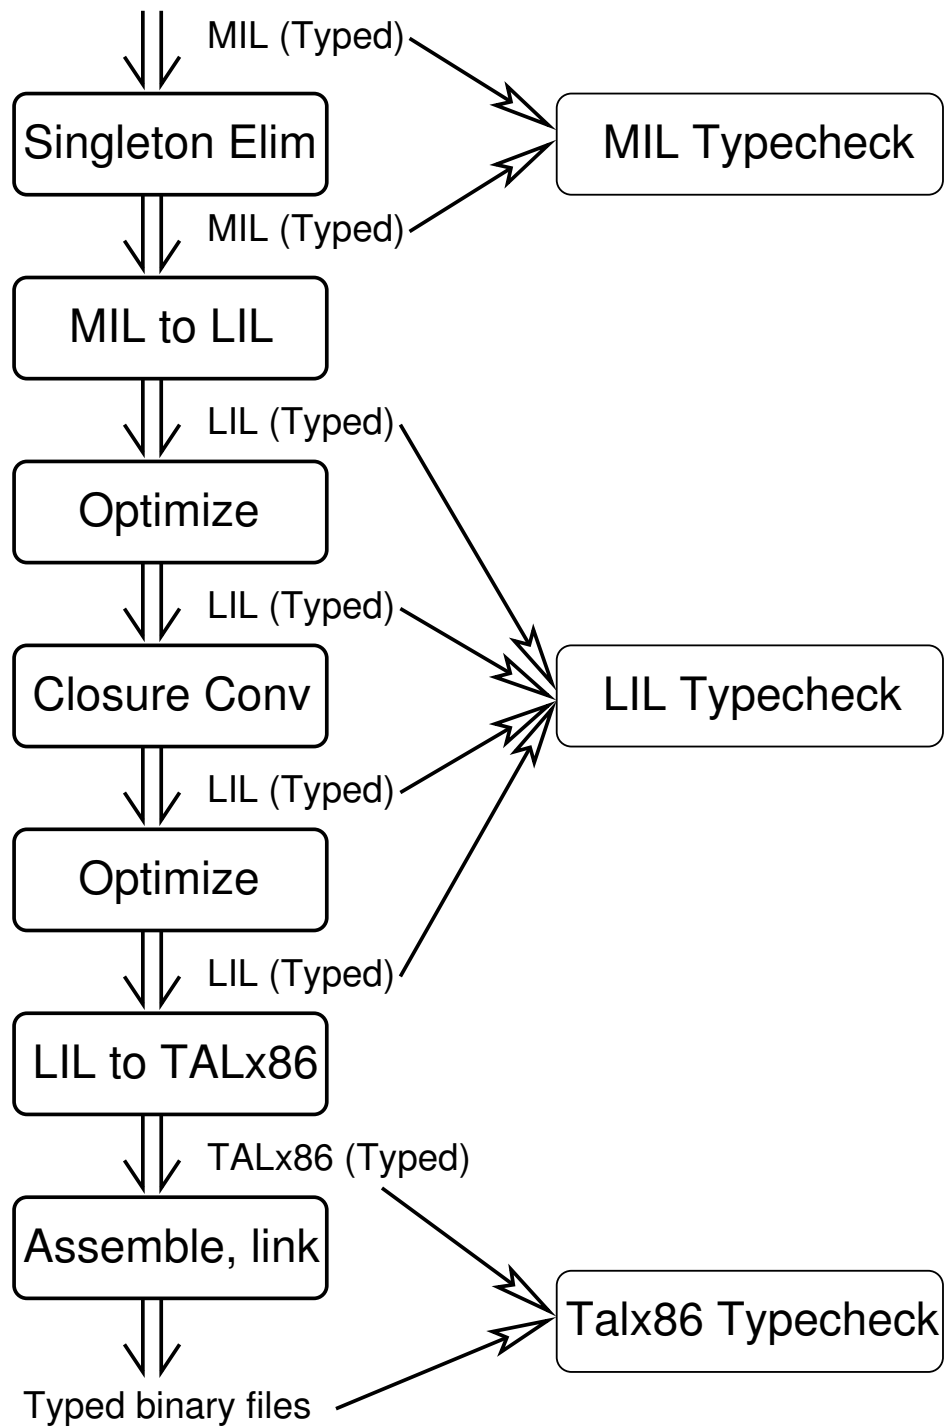 MIL (Typed)
Singleton Elim
MIL Typecheck
MIL (Typed)
MIL to LIL
LIL (Typed)
Optimize
LIL (Typed)
Closure Conv
LIL Typecheck
LIL (Typed)
Optimize
LIL (Typed)
LIL to TALx86
TALx86 (Typed)
Assemble, link
Talx86 Typecheck
Typed binary files